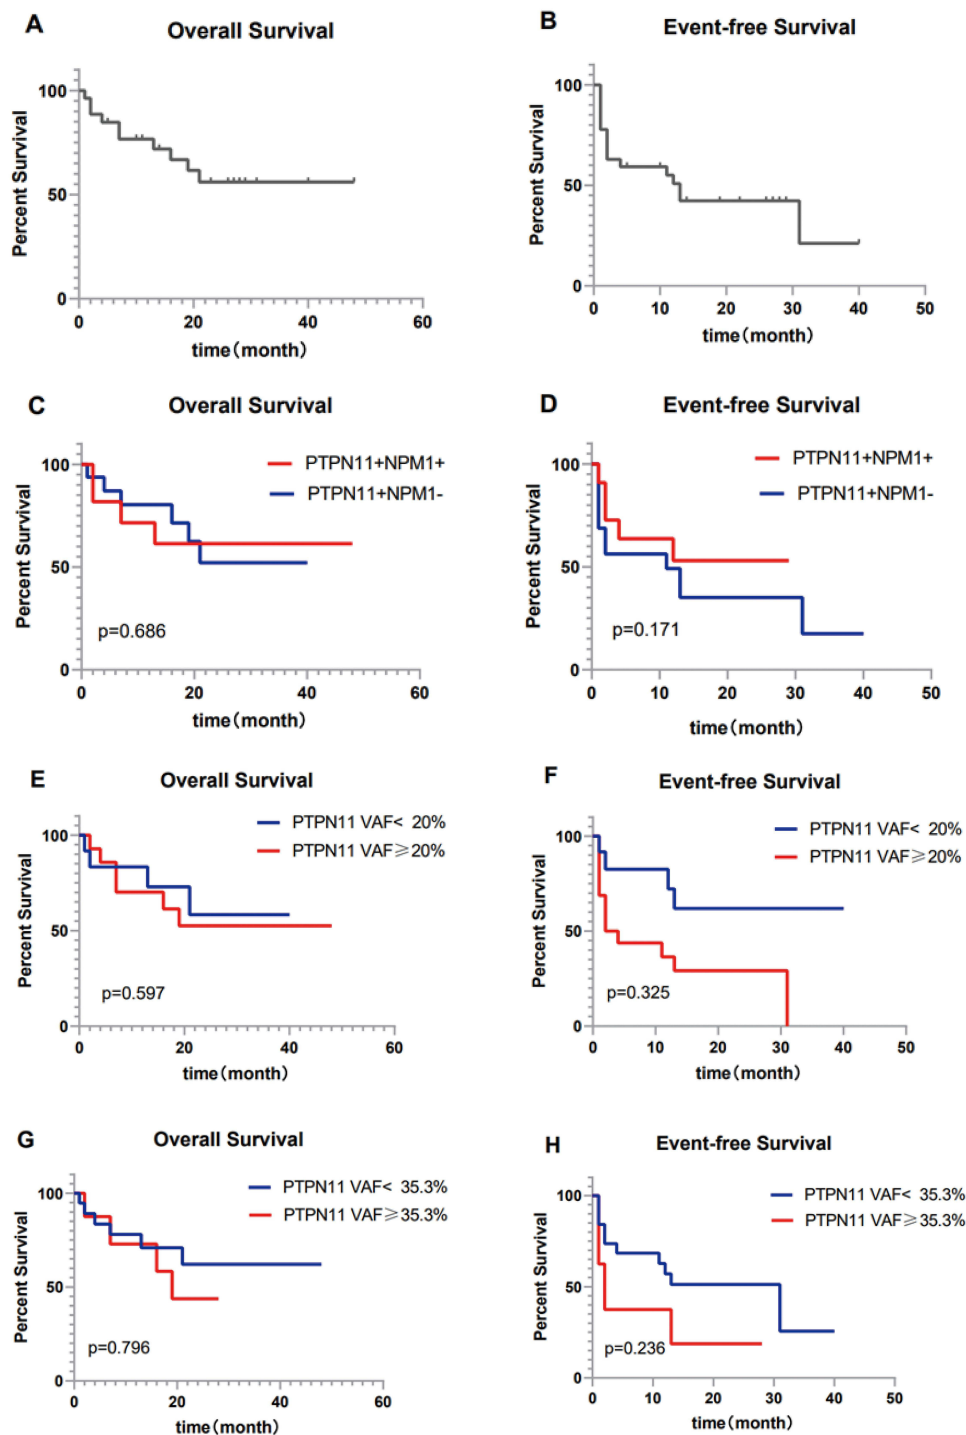 A
Overall Survival
Percent Survival
100
50
0
0 20 40 60
time(month)
B
Event-free Survival
Percent Survival
100
50
0
0 10 20 30 40 50
time(month)
C
Overall Survival
PTPN11+NPM1+
PTPN11+NPM1-
Percent Survival
100
50
0
p=0.686
0 20 40 60
time(month)
D
Event-free Survival
PTPN11+NPM1+
PTPN11+NPM1-
Percent Survival
100
50
0
p=0.171
0 10 20 30 40 50
time(month)
E
Overall Survival
PTPN11 VAF< 20%
PTPN11 VAF⩾20%
Percent Survival
100
50
0
p=0.597
0 20 40 60
time(month)
F
Event-free Survival
PTPN11 VAF< 20%
PTPN11 VAF⩾20%
Percent Survival
100
50
0
p=0.325
0 10 20 30 40 50
time(month)
G
Overall Survival
PTPN11 VAF< 35.3%
PTPN11 VAF⩾35.3%
Percent Survival
100
50
0
p=0.796
0 20 40 60
time(month)
H
Event-free Survival
PTPN11 VAF< 35.3%
PTPN11 VAF⩾35.3%
Percent Survival
100
50
0
p=0.236
0 10 20 30 40 50
time(month)